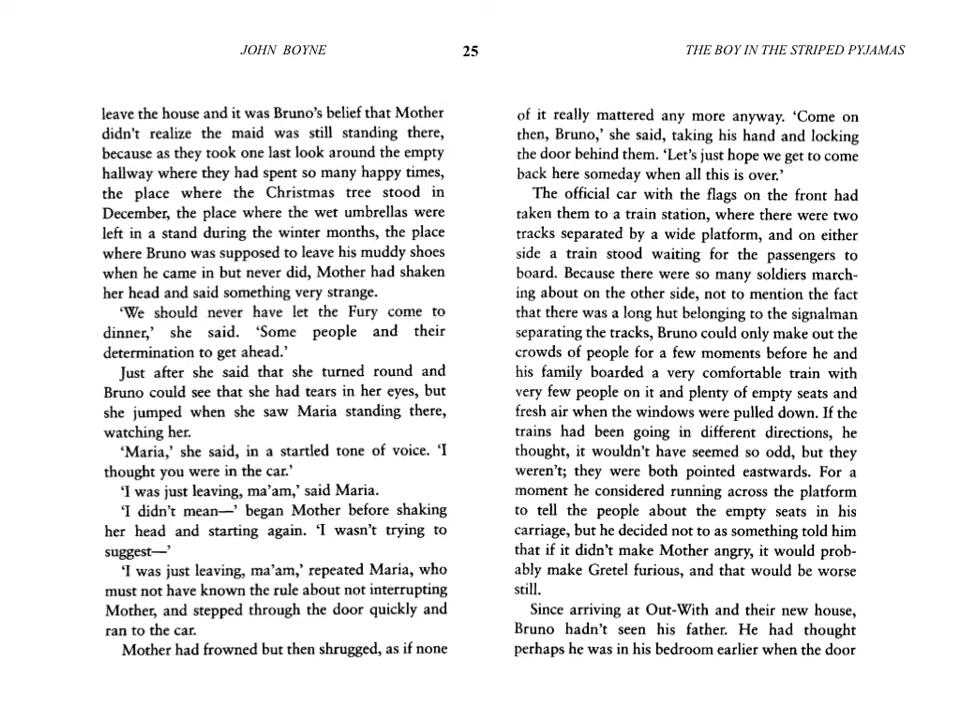 JOHN BOYNE
25
THE BOY IN THE STRIPED PYJAMAS
leave the house and it was Bruno's belief that Mother
didn't realize the maid was still standing there,
because as they took one last look around the empty
hallway where they had spent so many happy times,
the place where the Christmas tree stood in
December, the place where the wet umbrellas were
left in a stand during the winter months, the place
where Bruno was supposed to leave his muddy shoes
when he came in but never did, Mother had shaken
her head and said something very strange.
‘We should never have let the Fury come to
dinner,’ she said. ‘Some people and their
determination to get ahead.’
Just after she said that she turned round and
Bruno could see that she had tears in her eyes, but
she jumped when she saw Maria standing there,
watching her.
‘Maria,’ she said, in a startled tone of voice. ‘I
thought you were in the car.’
‘I was just leaving, ma’am,’ said Maria.
‘I didn’t mean—’ began Mother before shaking
her head and starting again. ‘I wasn’t trying to
suggest—’
‘I was just leaving, ma’am,’ repeated Maria, who
must not have known the rule about not interrupting
Mother, and stepped through the door quickly and
ran to the car.
Mother had frowned but then shrugged, as if none
of it really mattered any more anyway. ‘Come on
then, Bruno,’ she said, taking his hand and locking
the door behind them. ‘Let’s just hope we get to come
back here someday when all this is over.’
The official car with the flags on the front had
taken them to a train station, where there were two
tracks separated by a wide platform, and on either
side a train stood waiting for the passengers to
board. Because there were so many soldiers march-
ing about on the other side, not to mention the fact
that there was a long hut belonging to the signalman
separating the tracks, Bruno could only make out the
crowds of people for a few moments before he and
his family boarded a very comfortable train with
very few people on it and plenty of empty seats and
fresh air when the windows were pulled down. If the
trains had been going in different directions, he
thought, it wouldn’t have seemed so odd, but they
weren’t; they were both pointed eastwards. For a
moment he considered running across the platform
to tell the people about the empty seats in his
carriage, but he decided not to as something told him
that if it didn’t make Mother angry, it would prob-
ably make Gretel furious, and that would be worse
still.
Since arriving at Out-With and their new house,
Bruno hadn’t seen his father. He had thought
perhaps he was in his bedroom earlier when the door